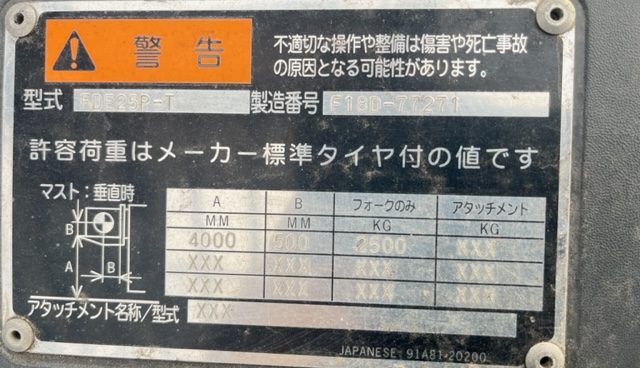 警告
不適切な操作や整備は傷害や死亡事故
の原因となる可能性があります。
型式 FDE25P-T 製造番号 F18D-77271
許容荷重はメーカー標準タイヤ付の値です
マスト:垂直時
A B フォークのみ アタッチメント
MM MM KG KG
4000 500 2500 XXX
XXX XXX XXX XXX
XXX XXX XXX XXX
B
A B
アタッチメント名称/型式 XXX
JAPANESE 91A81-20200